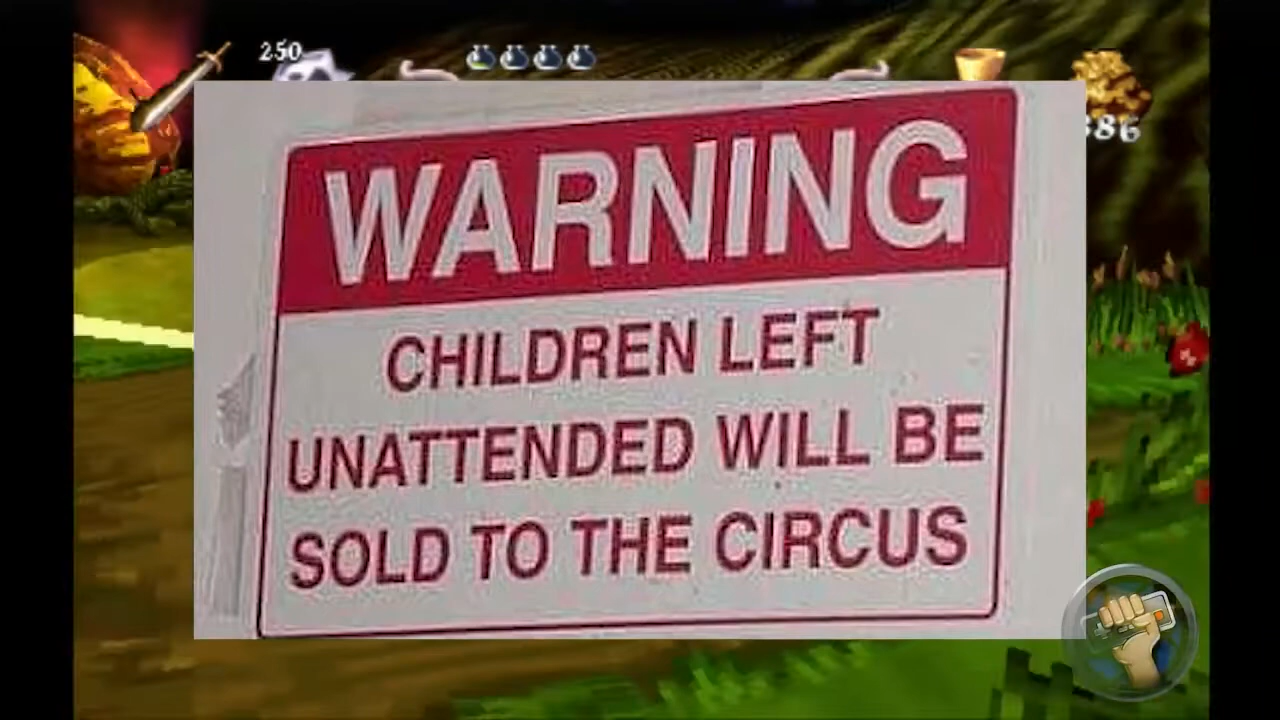 250
WARNING
CHILDREN LEFT
UNATTENDED WILL BE
SOLD TO THE CIRCUS